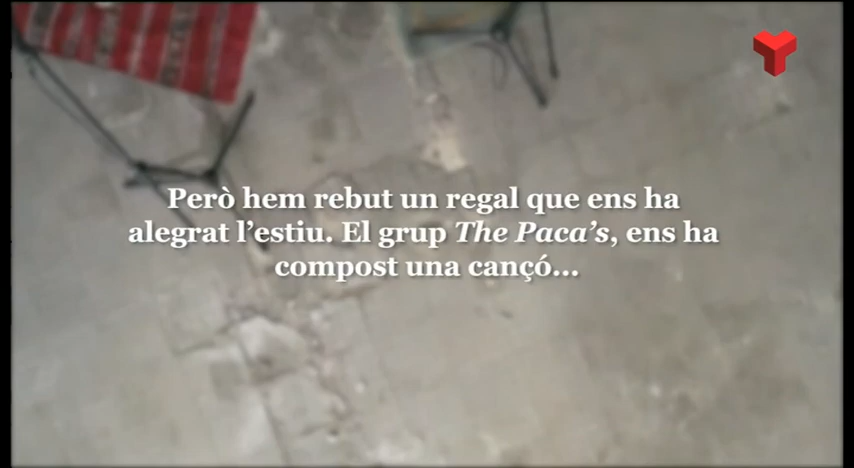 Però hem rebut un regal que ens ha
alegrat l’estiu. El grup The Paca’s, ens ha
compost una cançó...